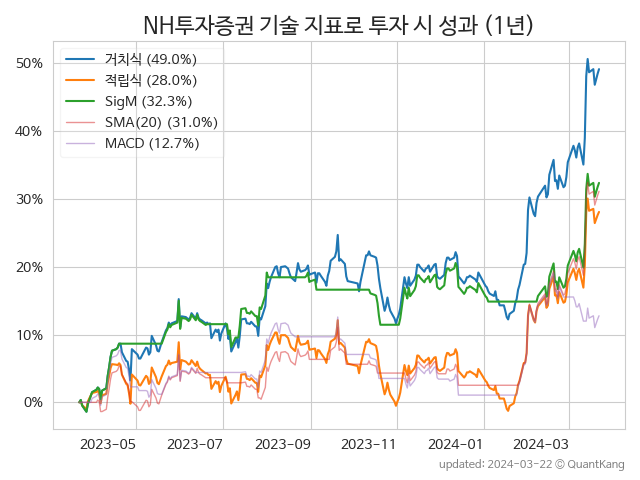 NH투자증권 기술 지표로 투자 시 성과 (1년)
거치식 (49.0%)
적립식 (28.0%)
SigM (32.3%)
SMA(20) (31.0%)
MACD (12.7%)
50%
40%
30%
20%
10%
0%
2023-05 2023-07 2023-09 2023-11 2024-01 2024-03
updated: 2024-03-22 © QuantKang